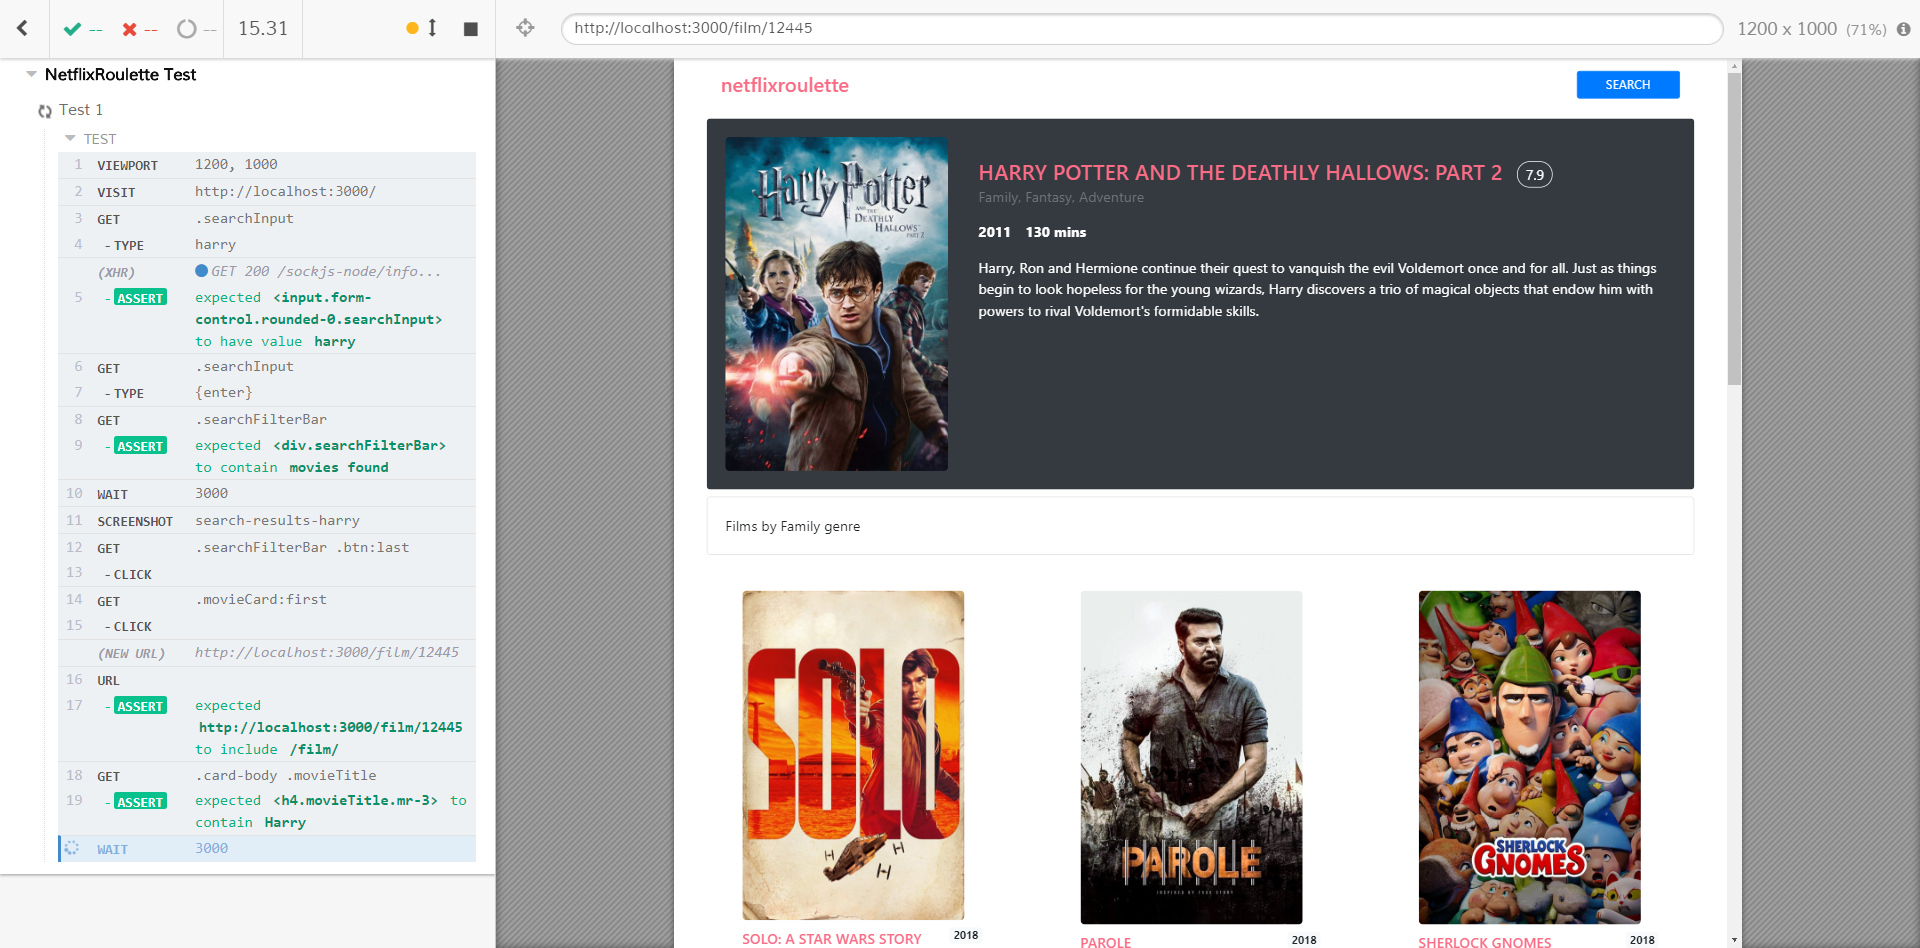 -- -- -- 15.31
http://localhost:3000/film/12445
1200 x 1000 (71%)
NetflixRoulette Test
Test 1
TEST
1 VIEWPORT 1200, 1000
2 VISIT http://localhost:3000/
3 GET .searchInput
4 - TYPE harry
(XHR) GET 200 /sockjs-node/info...
5 - ASSERT expected <input.form-
control.rounded-0.searchInput>
to have value harry
6 GET .searchInput
7 - TYPE {enter}
8 GET .searchFilterBar
9 - ASSERT expected <div.searchFilterBar>
to contain movies found
10 WAIT 3000
11 SCREENSHOT search-results-harry
12 GET .searchFilterBar .btn:last
13 - CLICK
14 GET .movieCard:first
15 - CLICK
(NEW URL) http://localhost:3000/film/12445
16 URL
17 - ASSERT expected
http://localhost:3000/film/12445
to include /film/
18 GET .card-body .movieTitle
19 - ASSERT expected <h4.movieTitle.mr-3> to
contain Harry
WAIT 3000
netflixroulette
SEARCH
Harry Potter
AND THE
DEATHLY
HALLOWS
PART 2
HARRY POTTER AND THE DEATHLY HALLOWS: PART 2 7.9
Family, Fantasy, Adventure
2011 130 mins
Harry, Ron and Hermione continue their quest to vanquish the evil Voldemort once and for all. Just as things
begin to look hopeless for the young wizards, Harry discovers a trio of magical objects that endow him with
powers to rival Voldemort's formidable skills.
Films by Family genre
SOLO
SOLO: A STAR WARS STORY 2018
PAROLE
INSPIRED BY TRUE STORY
PAROLE 2018
SHERLOCK
GNOMES
SHERLOCK GNOMES 2018